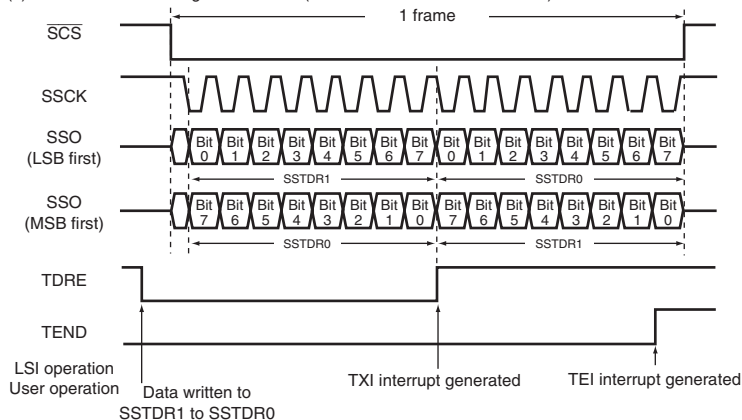 1 frame
SCS
SSCK
SSO
(LSB first)
Bit 0 Bit 1 Bit 2 Bit 3 Bit 4 Bit 5 Bit 6 Bit 7 Bit 0 Bit 1 Bit 2 Bit 3 Bit 4 Bit 5 Bit 6 Bit 7
SSTDR1 SSTDR0
SSO
(MSB first)
Bit 7 Bit 6 Bit 5 Bit 4 Bit 3 Bit 2 Bit 1 Bit 0 Bit 7 Bit 6 Bit 5 Bit 4 Bit 3 Bit 2 Bit 1 Bit 0
SSTDR0 SSTDR1
TDRE
TEND
LSI operation
User operation
TXI interrupt generated
TEI interrupt generated
Data written to
SSTDR1 to SSTDR0